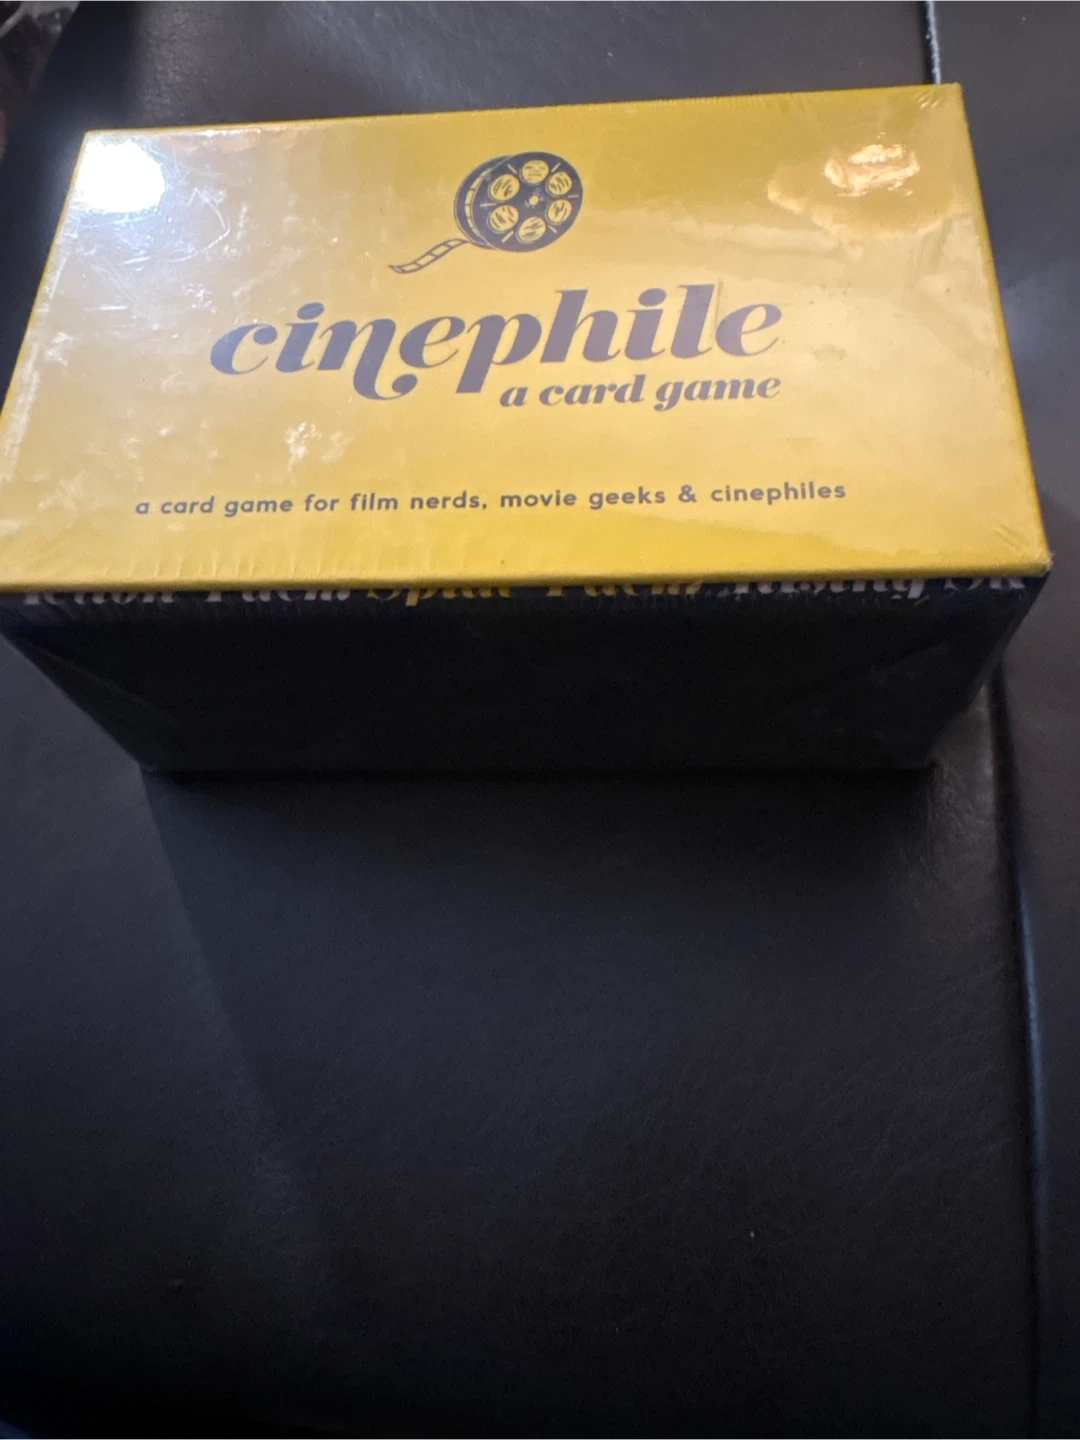 cinephile
a card game
a card game for film nerds, movie geeks & cinephiles